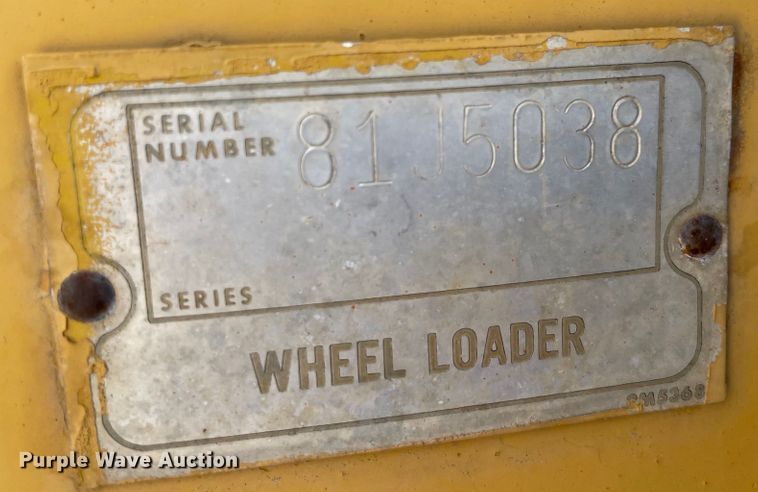 SERIAL
NUMBER 81J5038
SERIES
WHEEL LOADER
Purple Wave Auction